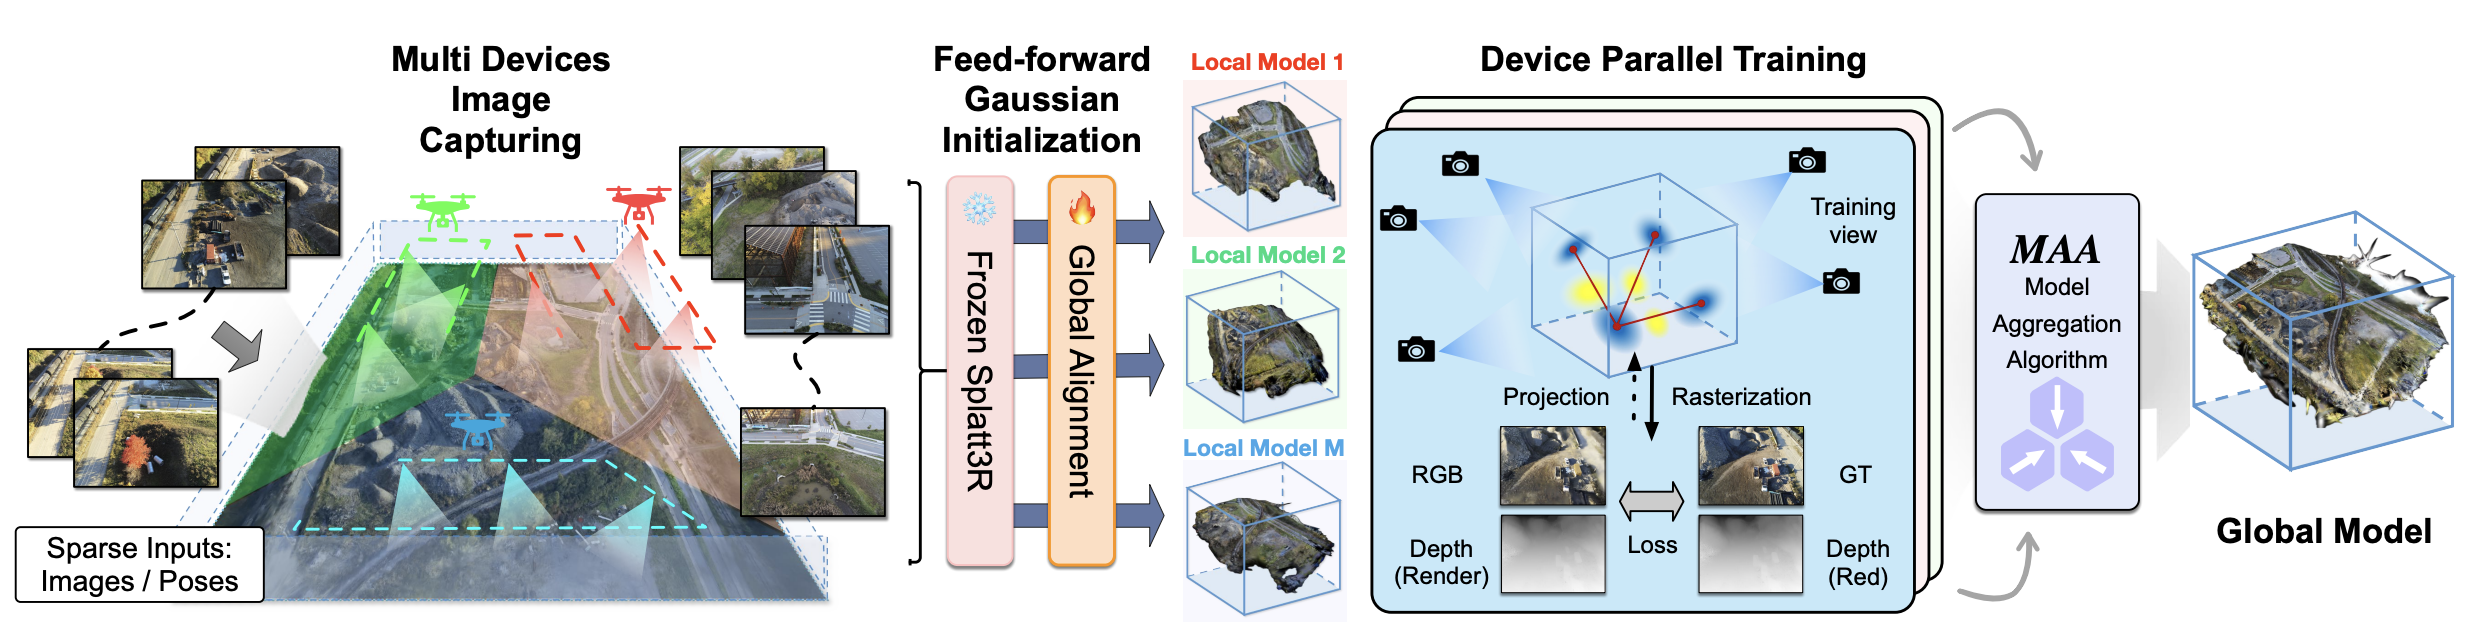 Multi Devices
Image
Capturing
Sparse Inputs:
Images / Poses
Feed-forward
Gaussian
Initialization
Frozen Splatt3R
Global Alignment
Local Model 1
Local Model 2
Local Model M
Device Parallel Training
Training
view
Projection
Rasterization
RGB
GT
Loss
Depth
(Render)
Depth
(Red)
MAA
Model
Aggregation
Algorithm
Global Model